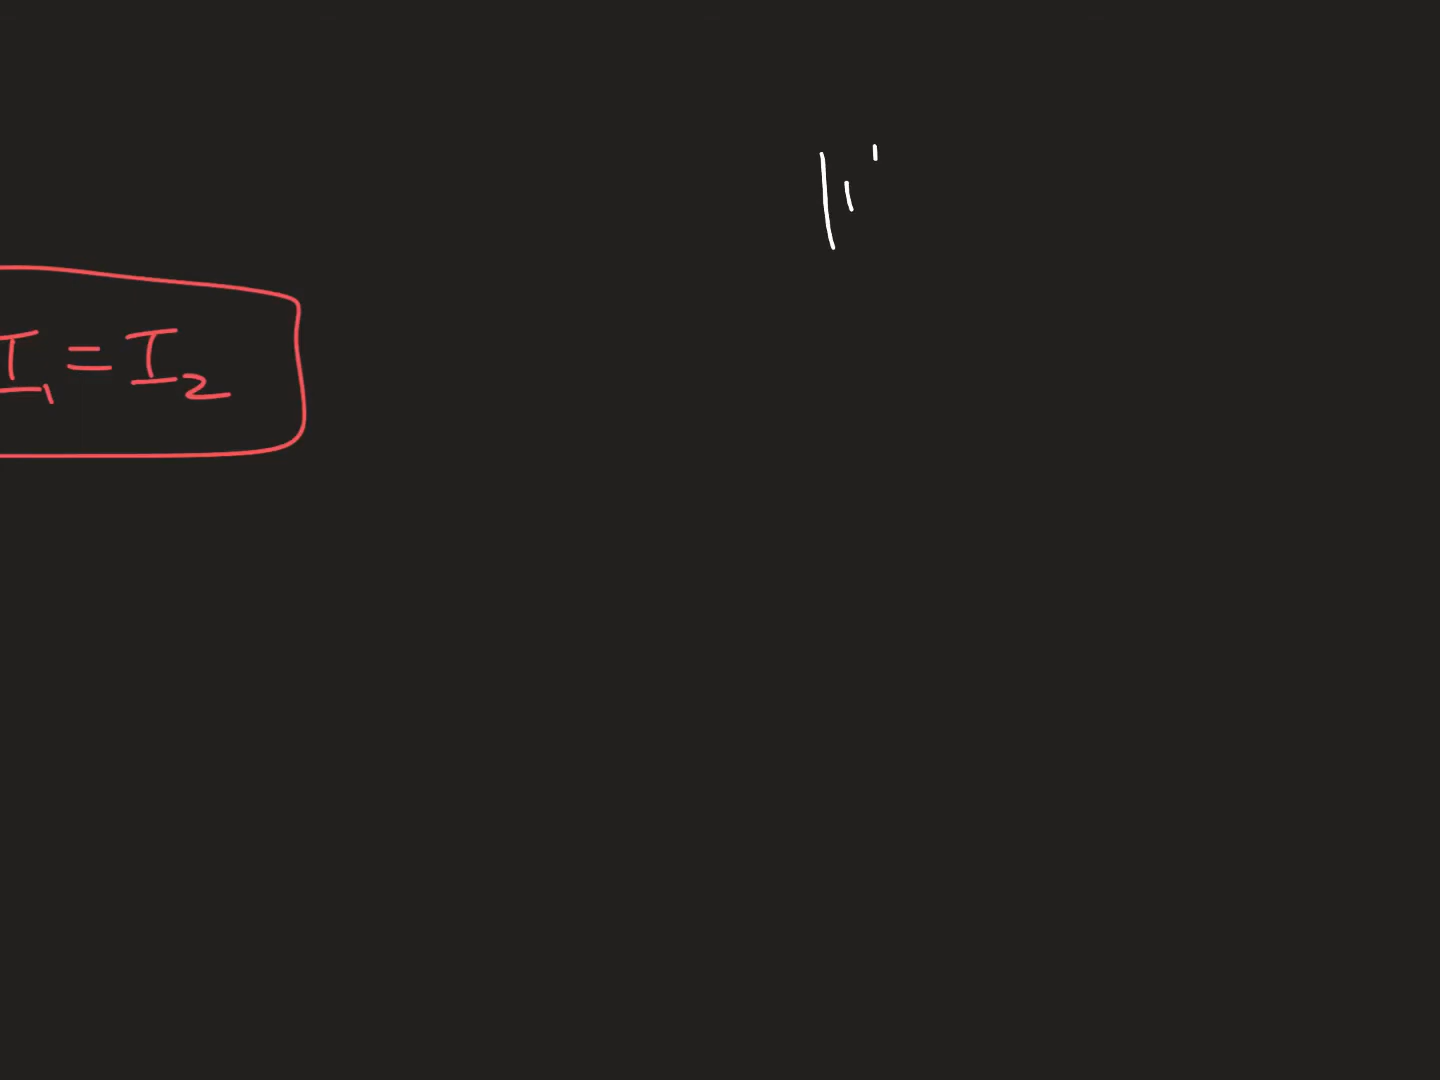 I₁ = I₂